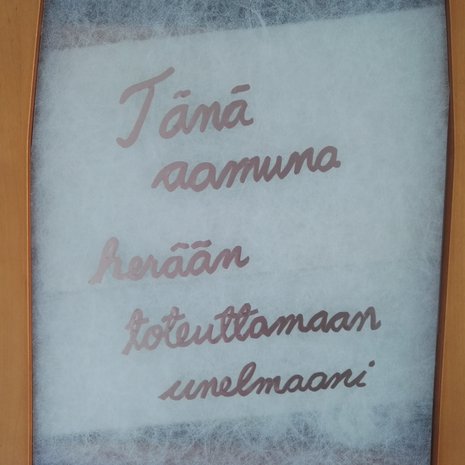 Tänä
aamuna
herään
toteuttamaan
unelmaani